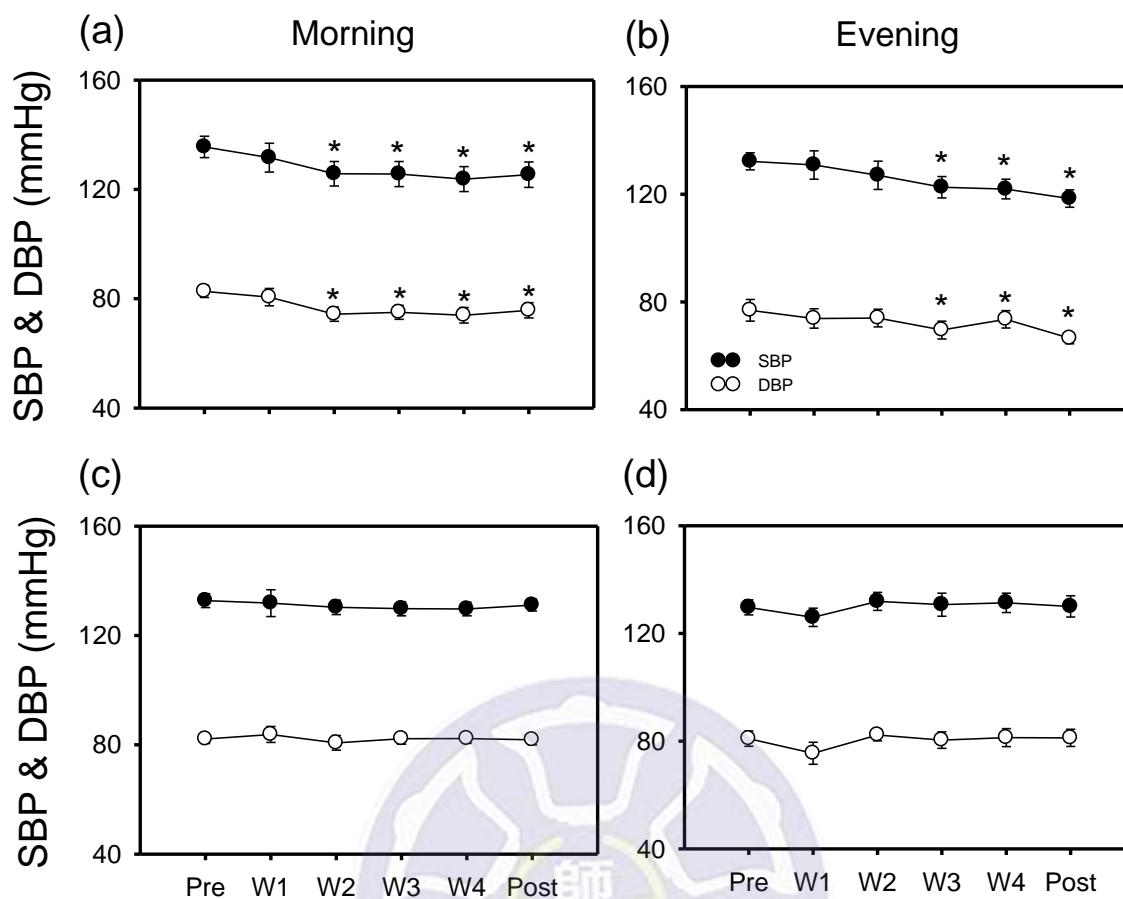 (a) Morning
(b) Evening
SBP & DBP (mmHg)
160
120
80
40
* * * *
* * * *
160
120
80
40
* * *
* * *
SBP
DBP
(c)
(d)
SBP & DBP (mmHg)
160
120
80
40
160
120
80
40
Pre W1 W2 W3 W4 Post
Pre W1 W2 W3 W4 Post
師